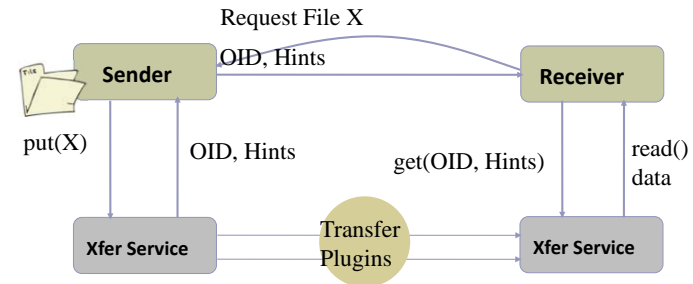 Request File X
File
Sender
OID, Hints
Receiver
put(X)
OID, Hints
get(OID, Hints)
read()
data
Xfer Service
Transfer
Plugins
Xfer Service